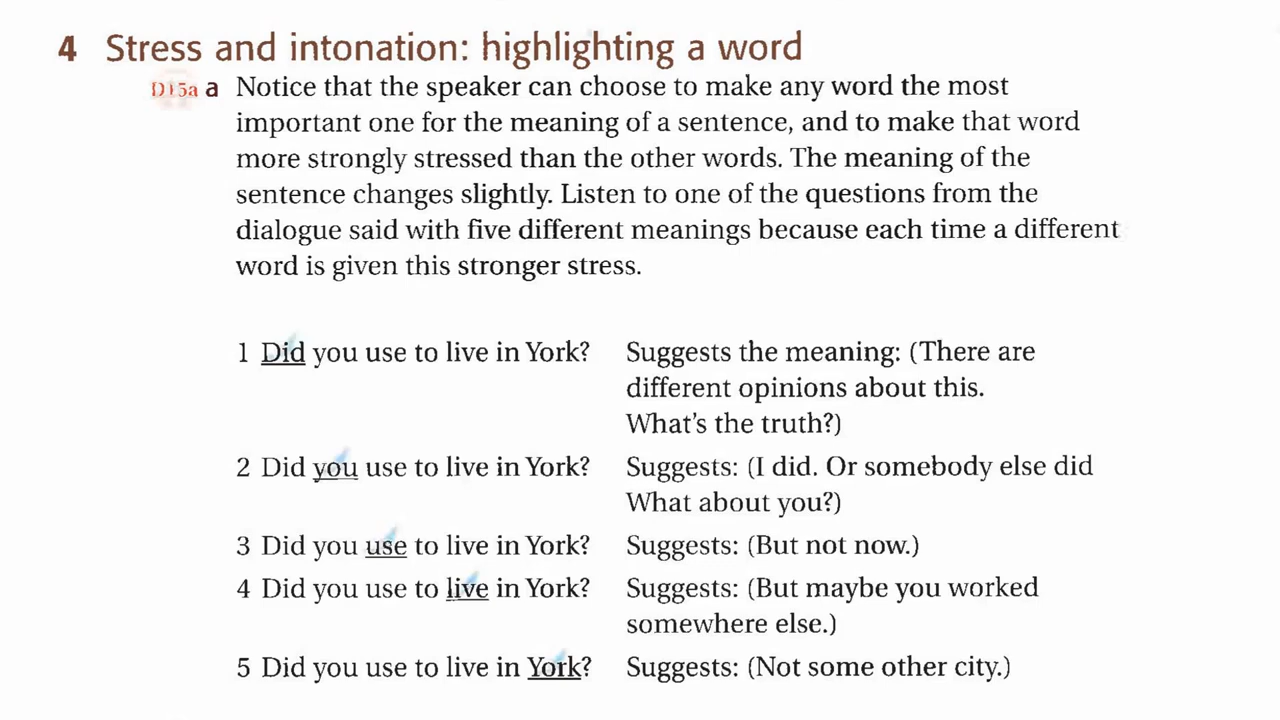 4 Stress and intonation: highlighting a word
D15a a Notice that the speaker can choose to make any word the most
important one for the meaning of a sentence, and to make that word
more strongly stressed than the other words. The meaning of the
sentence changes slightly. Listen to one of the questions from the
dialogue said with five different meanings because each time a different
word is given this stronger stress.
1 Did you use to live in York? Suggests the meaning: (There are
different opinions about this.
What's the truth?)
2 Did you use to live in York? Suggests: (I did. Or somebody else did
What about you?)
3 Did you use to live in York? Suggests: (But not now.)
4 Did you use to live in York? Suggests: (But maybe you worked
somewhere else.)
5 Did you use to live in York? Suggests: (Not some other city.)